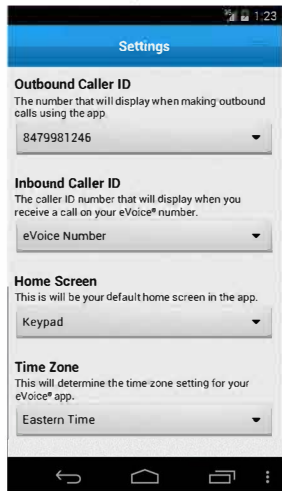 3G 1:23
Settings
Outbound Caller ID
The number that will display when making outbound
calls using the app
8479981246
Inbound Caller ID
The caller ID number that will display when you
receive a call on your eVoice® number.
eVoice Number
Home Screen
This is will be your default home screen in the app.
Keypad
Time Zone
This will determine the time zone setting for your
eVoice® app.
Eastern Time